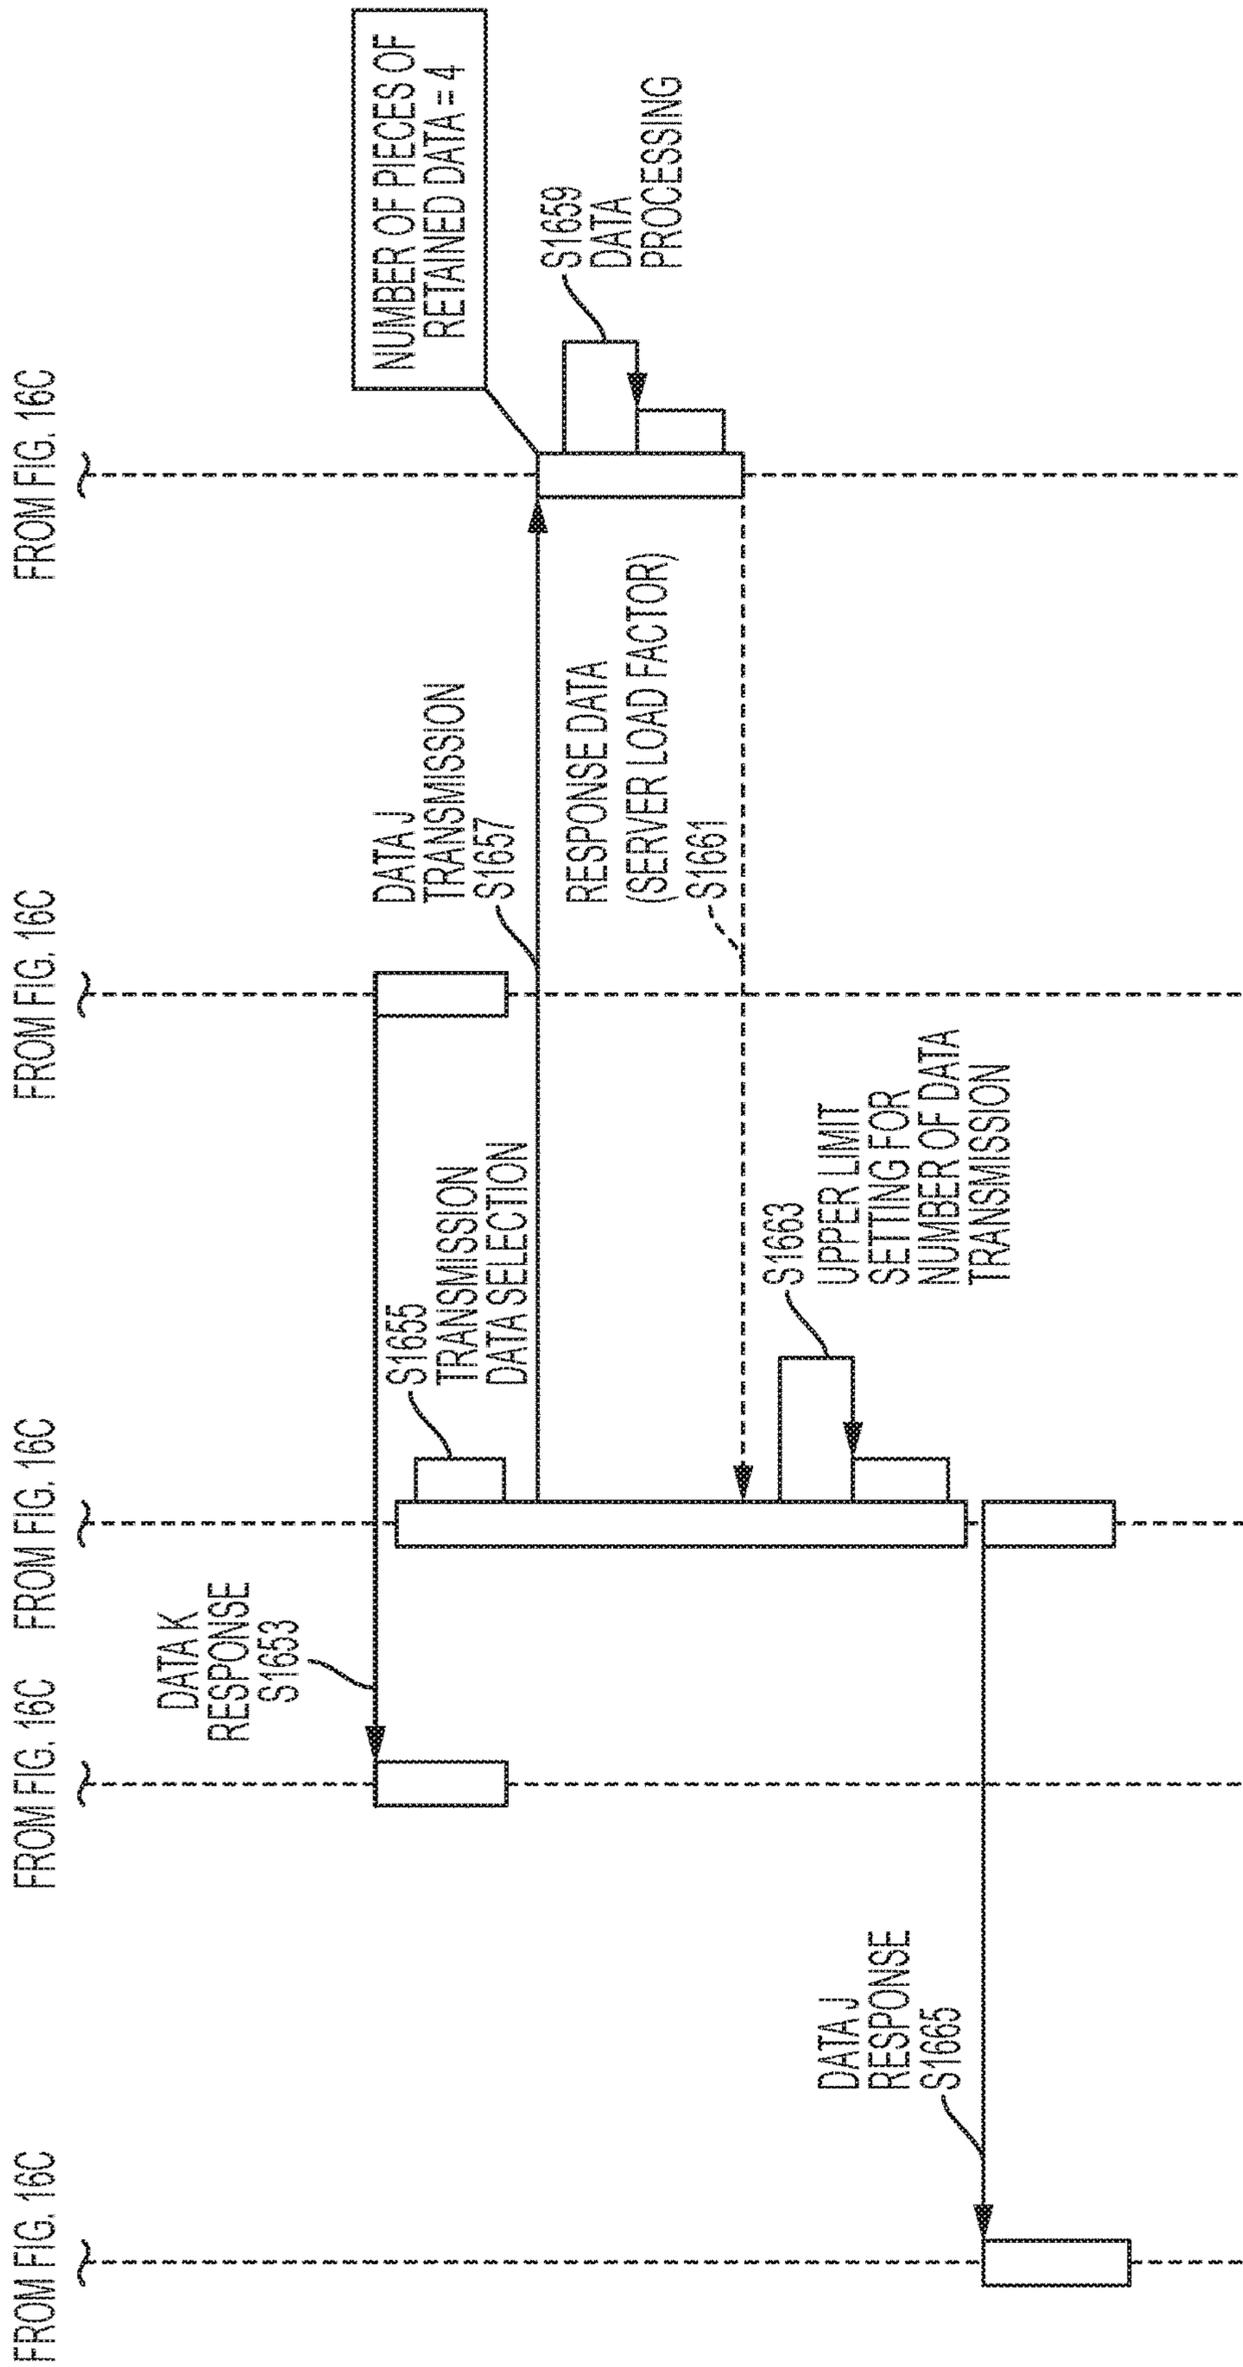 FROM FIG. 16C
FROM FIG. 16C
FROM FIG. 16C
FROM FIG. 16C
FROM FIG. 16C
DATA K
RESPONSE
S1653
S1655
TRANSMISSION
DATA SELECTION
DATA J
TRANSMISSION
S1657
NUMBER OF PIECES OF
RETAINED DATA = 4
S1659
DATA
PROCESSING
RESPONSE DATA
(SERVER LOAD FACTOR)
S1661
S1663
UPPER LIMIT
SETTING FOR
NUMBER OF DATA
TRANSMISSION
DATA J
RESPONSE
S1665